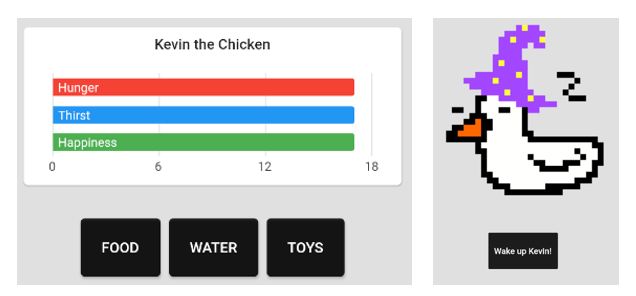 Kevin the Chicken
Hunger
Thirst
Happiness
0 6 12 18
FOOD WATER TOYS
Z
Wake up Kevin!